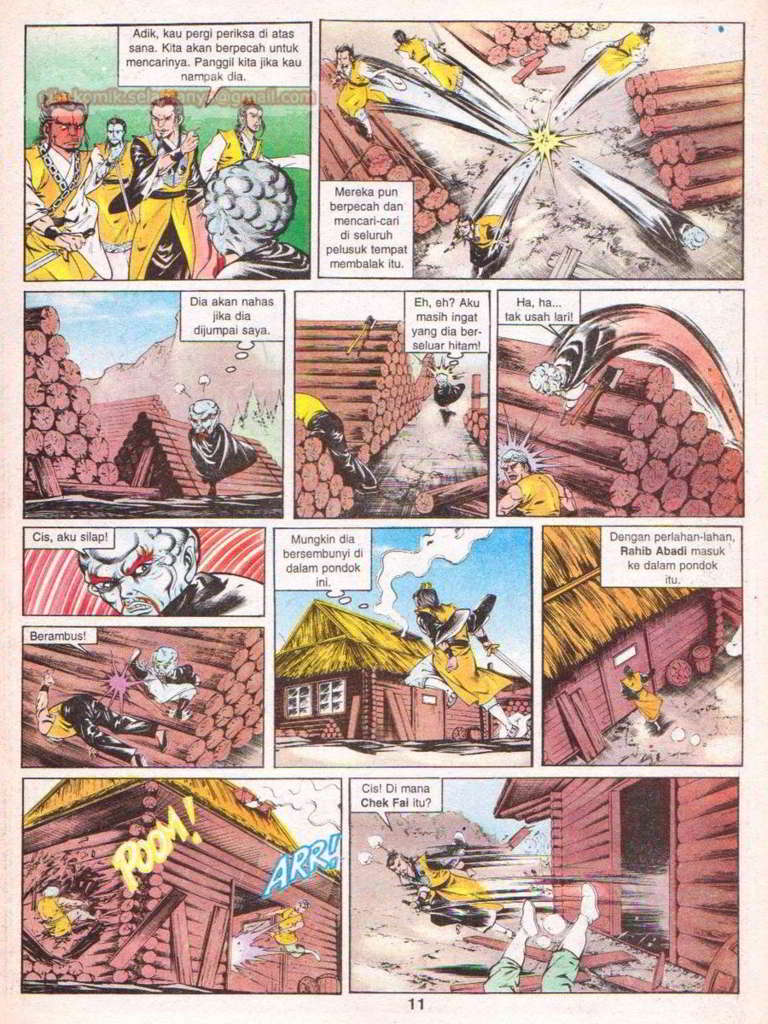 Adik, kau pergi periksa di atas
sana. Kita akan berpecah untuk
mencarinya. Panggil kita jika kau
nampak dia.
Mereka pun
berpecah dan
mencari-cari
di seluruh
pelusuk tempat
membalak itu.
Dia akan nahas
jika dia
dijumpai saya.
Eh, eh? Aku
masih ingat
yang dia ber-
seluar hitam!
Ha, ha...
tak usah lari!
Cis, aku silap!
Berambus!
Mungkin dia
bersembunyi di
dalam pondok
ini.
Dengan perlahan-lahan,
Rahib Abadi masuk
ke dalam pondok
itu.
POOM!
ARR!
Cis! Di mana
Chek Fai itu?
11